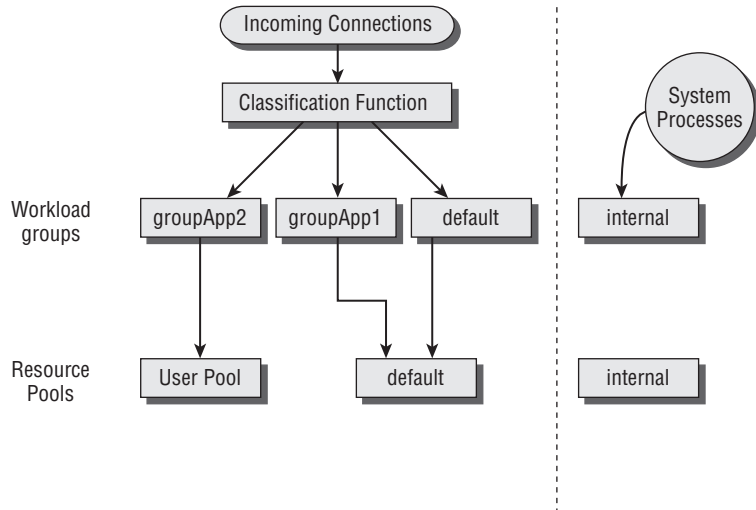 Incoming Connections
Classification Function
System
Processes
Workload
groups
groupApp2
groupApp1
default
internal
Resource
Pools
User Pool
default
internal